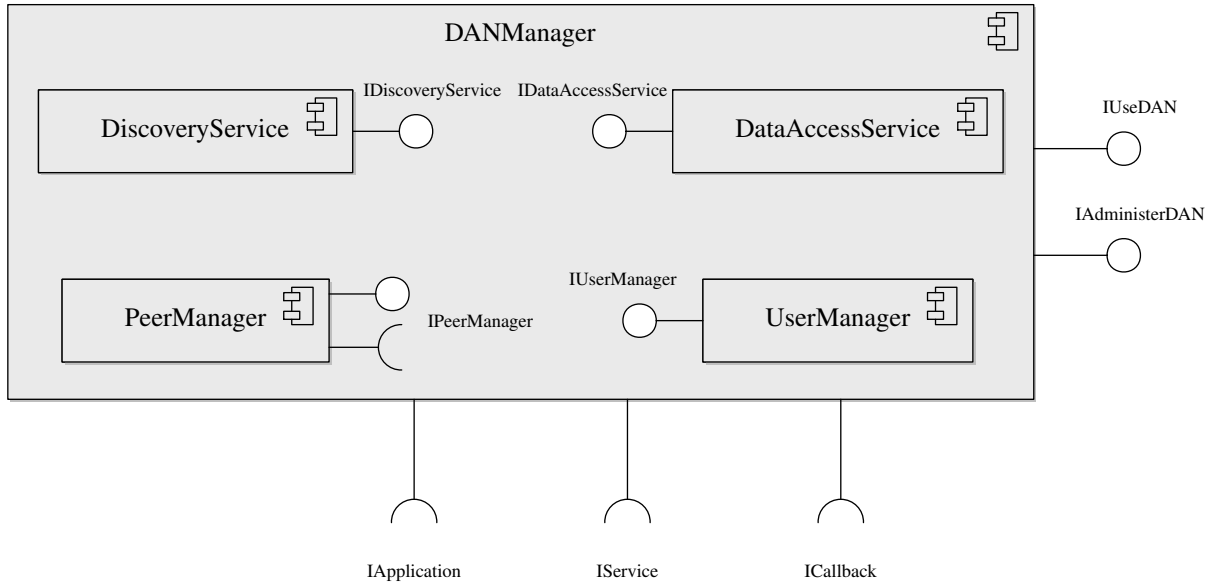 DANManager
IDiscoveryService
IDataAccessService
DiscoveryService
DataAccessService
IUseDAN
IAdministerDAN
IUserManager
PeerManager
IPeerManager
UserManager
IApplication
IService
ICallback